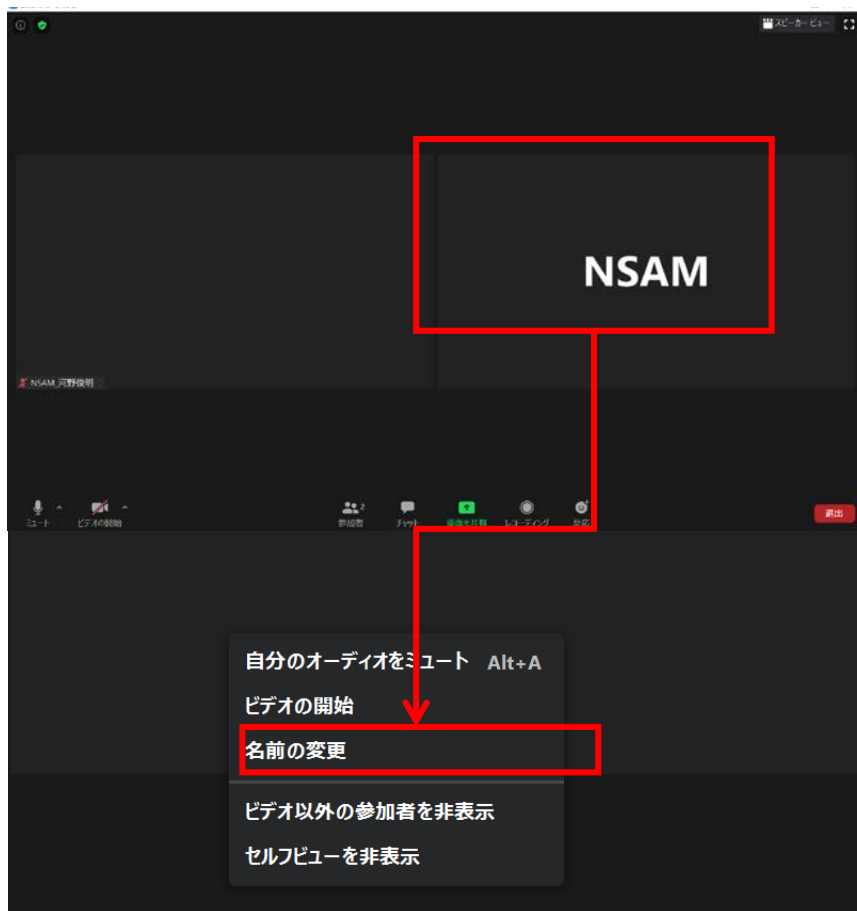 スピーカービュー
NSAM
NSAM_河野俊明
ミュート
ビデオの開始
参加者
2
チャット
画面を共有
レコーディング
反応
退出
自分のオーディオをミュート Alt+A
ビデオの開始
名前の変更
ビデオ以外の参加者を非表示
セルフビューを非表示